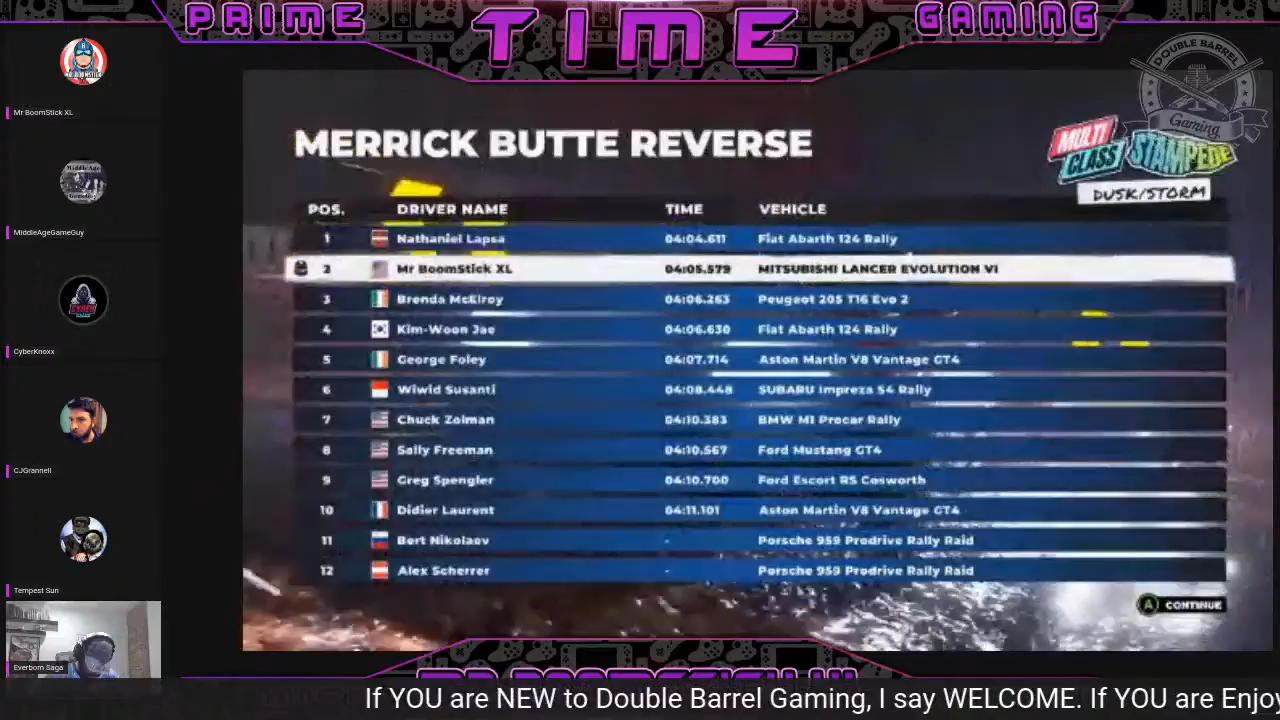 PRIME
TIME
GAMING
DOUBLE BARREL
Gaming
Mr BoomStick XL
MiddleAgeGameGuy
CyberKnoxx
CJGrannell
Tempest Sun
Everborn Saga
MERRICK BUTTE REVERSE
MULTI CLASS STAMPEDE
DUSK/STORM
POS. DRIVER NAME TIME VEHICLE
1 Nathaniel Lapsa 04:04.611 Fiat Abarth 124 Rally
2 Mr BoomStick XL 04:05.579 MITSUBISHI LANCER EVOLUTION VI
3 Brenda McElroy 04:06.263 Peugeot 205 T16 Evo 2
4 Kim-Woon Jae 04:06.630 Fiat Abarth 124 Rally
5 George Foley 04:07.714 Aston Martin V8 Vantage GT4
6 Wiwid Susanti 04:08.448 SUBARU Impreza S4 Rally
7 Chuck Zolman 04:10.383 BMW M1 Procar Rally
8 Sally Freeman 04:10.567 Ford Mustang GT4
9 Greg Spengler 04:10.700 Ford Escort RS Cosworth
10 Didier Laurent 04:11.101 Aston Martin V8 Vantage GT4
11 Bert Nikolaev - Porsche 959 Prodrive Rally Raid
12 Alex Scherrer - Porsche 959 Prodrive Rally Raid
A CONTINUE
If YOU are NEW to Double Barrel Gaming, I say WELCOME. If YOU are Enjoy